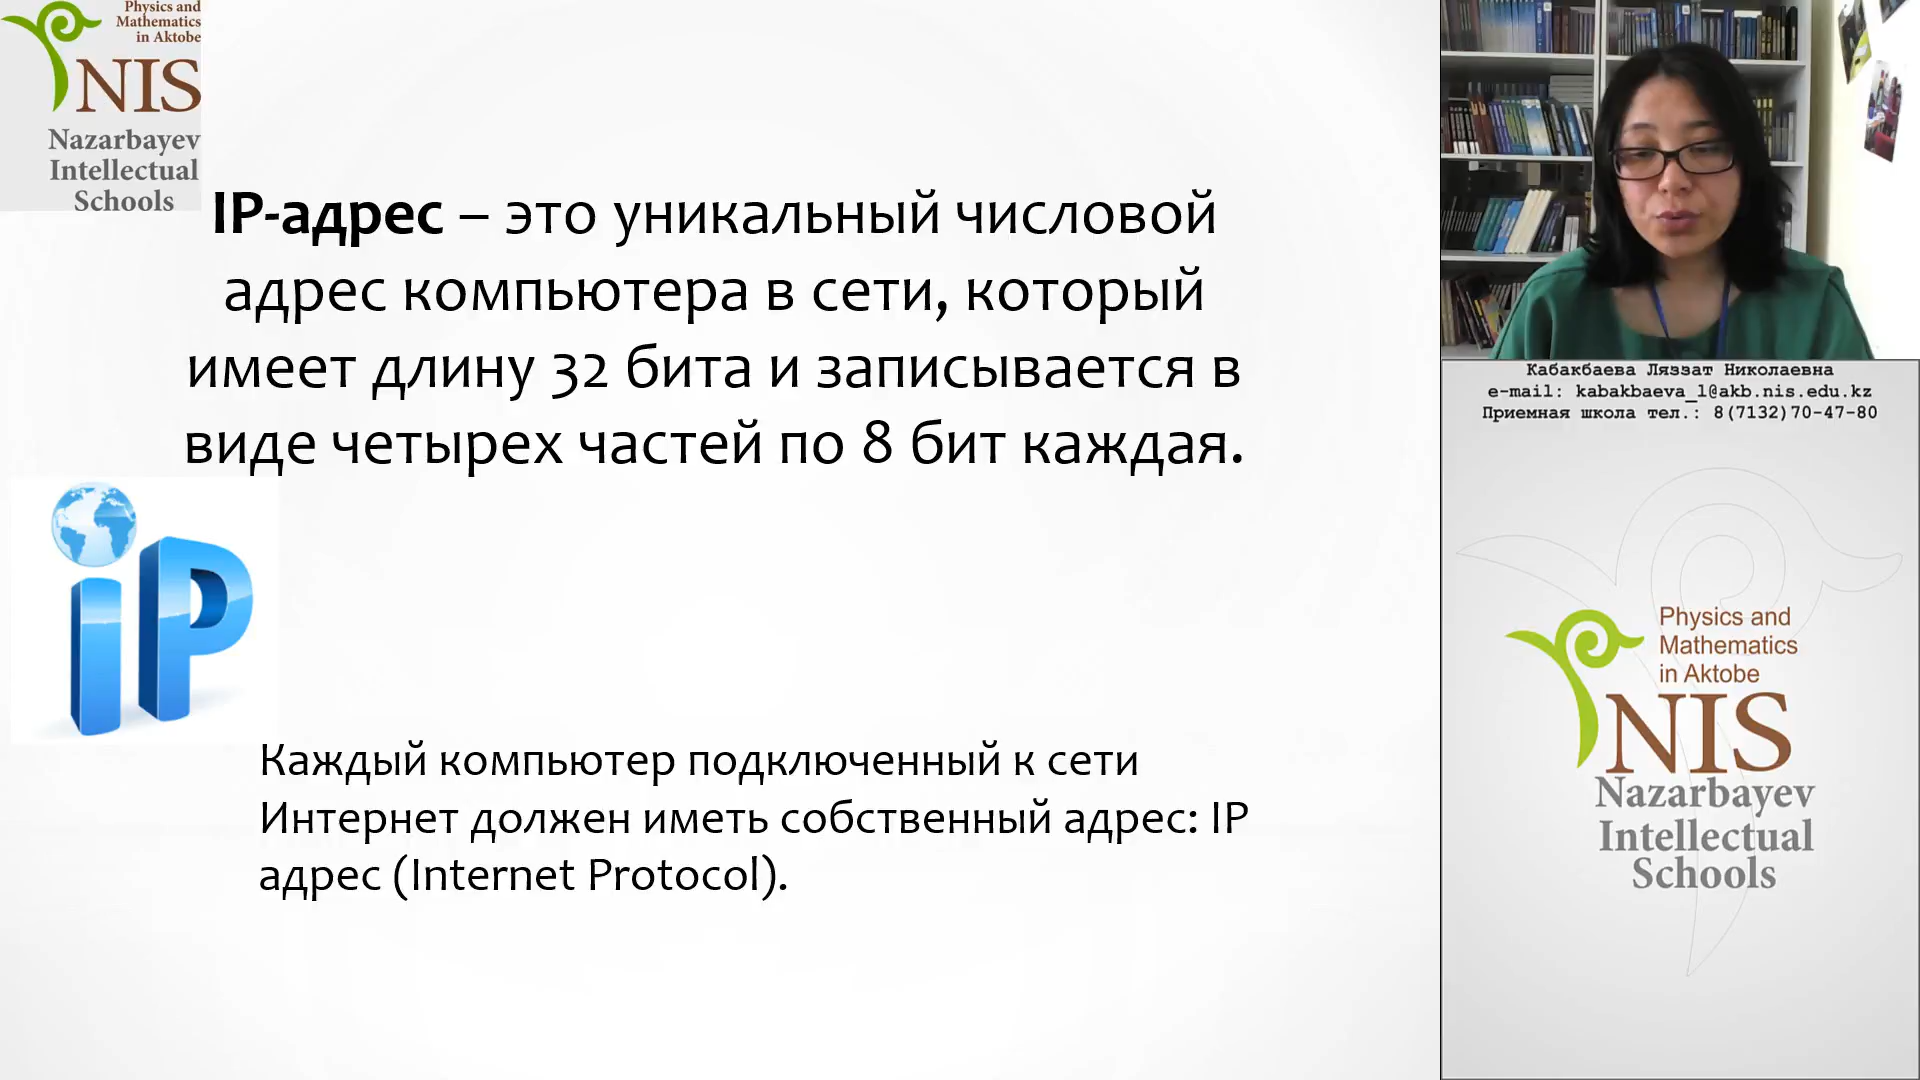 Physics and
Mathematics
in Aktobe
NIS
Nazarbayev
Intellectual
Schools
IP-адрес – это уникальный числовой
адрес компьютера в сети, который
имеет длину 32 бита и записывается в
виде четырех частей по 8 бит каждая.
iP
Каждый компьютер подключенный к сети
Интернет должен иметь собственный адрес: IP
адрес (Internet Protocol).
Кабакбаева Ляззат Николаевна
e-mail: kabakbaeva_l@akb.nis.edu.kz
Приемная школа тел.: 8(7132)70-47-80
Physics and
Mathematics
in Aktobe
NIS
Nazarbayev
Intellectual
Schools